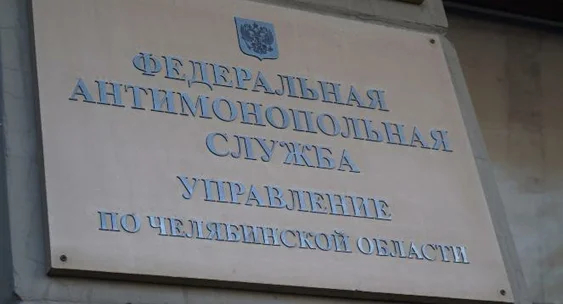 ФЕДЕРАЛЬНАЯ
АНТИМОНОПОЛЬНАЯ
СЛУЖБА
УПРАВЛЕНИЕ
ПО ЧЕЛЯБИНСКОЙ ОБЛАСТИ